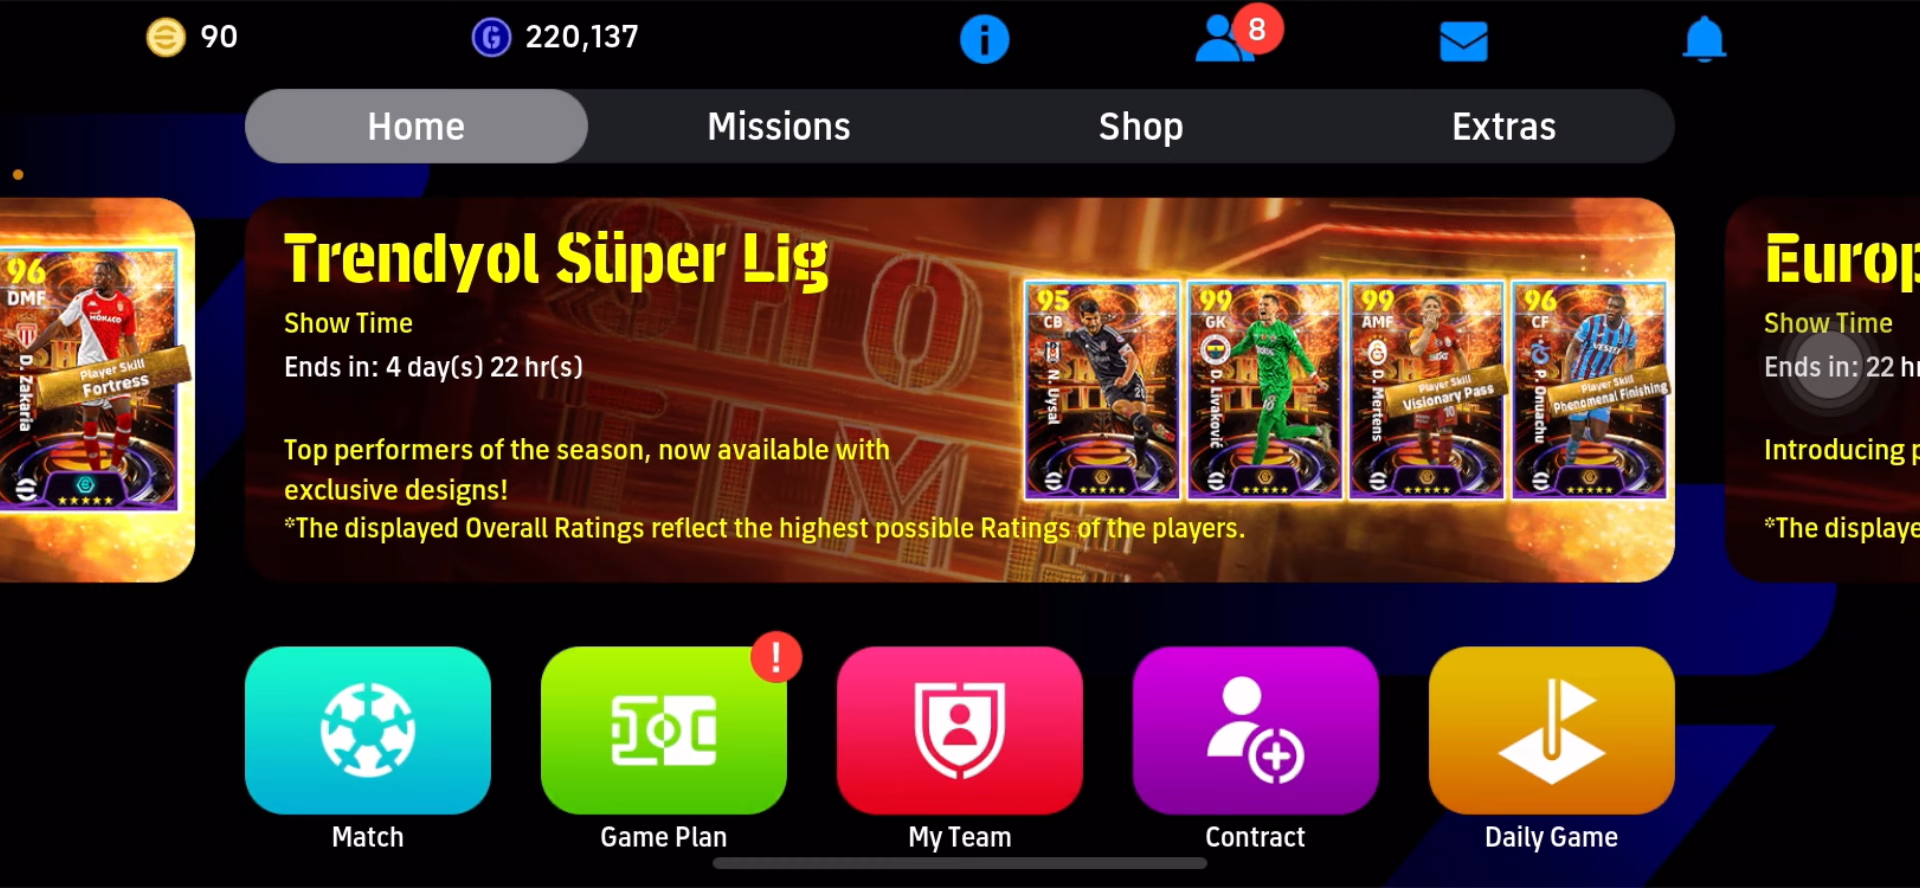 90
220,137
8
Home
Missions
Shop
Extras
96
DMF
D. Zakaria
Player Skill
Fortress
Trendyol Süper Lig
Show Time
Ends in: 4 day(s) 22 hr(s)
Top performers of the season, now available with
exclusive designs!
*The displayed Overall Ratings reflect the highest possible Ratings of the players.
SHOW
TIME
95
CB
N. Uysal
99
GK
D. Livaković
99
AMF
D. Mertens
Player Skill
Visionary Pass
96
CF
P. Onuachu
Player Skill
Phenomenal Finishing
Europ
Show Time
Ends in: 22 hr
Introducing p
*The displaye
!
Match
Game Plan
My Team
Contract
Daily Game